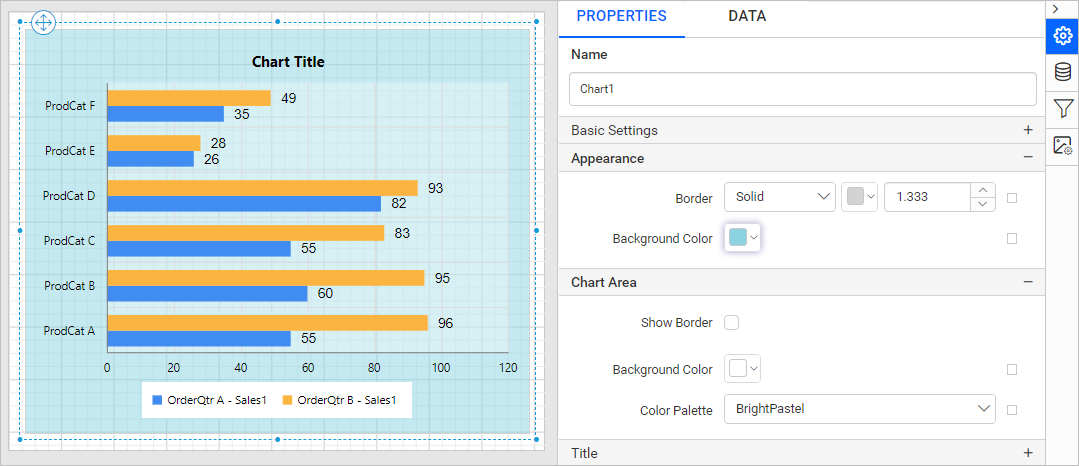 Chart Title
ProdCat F
49
35
ProdCat E
28
26
ProdCat D
93
82
ProdCat C
83
55
ProdCat B
95
60
ProdCat A
96
55
0 20 40 60 80 100 120
OrderQtr A - Sales1 OrderQtr B - Sales1
PROPERTIES DATA
Name
Chart1
Basic Settings
Appearance
Border Solid 1.333
Background Color
Chart Area
Show Border
Background Color
Color Palette BrightPastel
Title